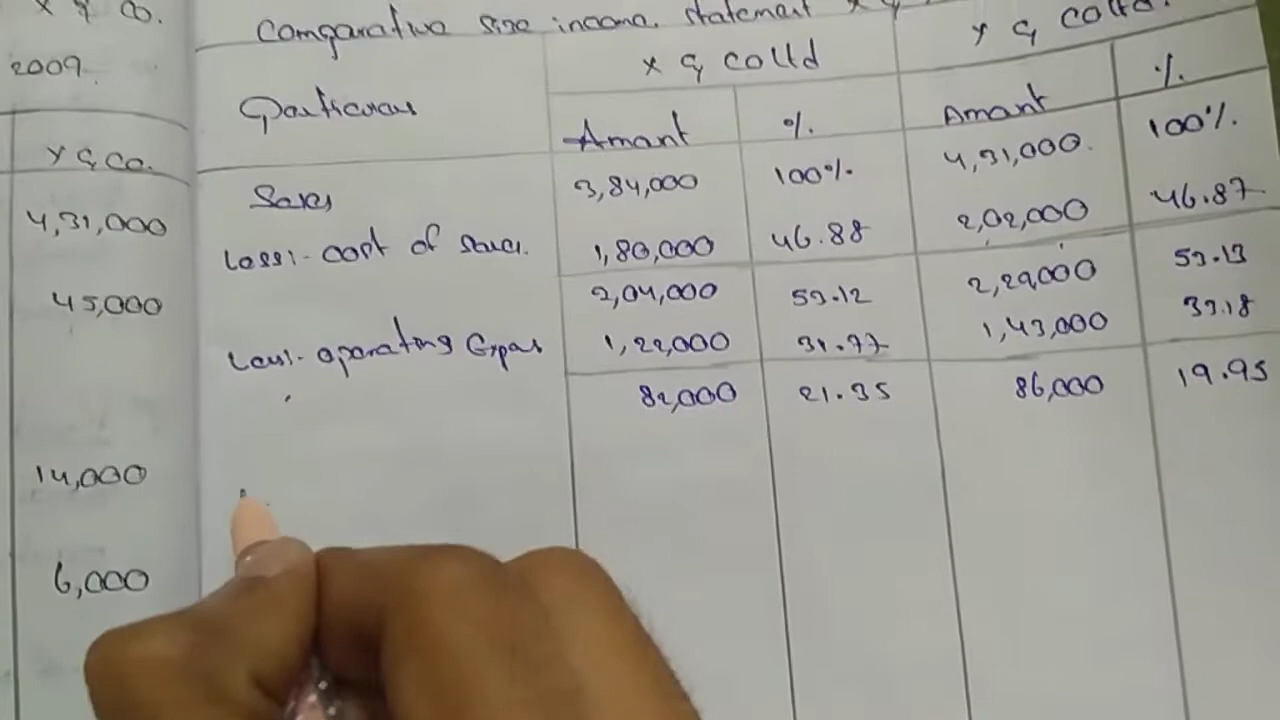 X & Co.
2009.
Y & Co.
4,31,000
45,000
14,000
6,000
Comparative size income statement X &
X & Co Ltd
Y & Co Ltd.
Particulars
Amant
%.
Amant
%.
Sales
3,84,000
100%
4,31,000.
100%.
Less:- Cost of Sales.
1,80,000
46.88
2,02,000
46.87
2,04,000
53.12
2,29,000
53.13
Less:- operating Expas
1,22,000
31.77
1,43,000
33.18
82,000
21.35
86,000
19.95